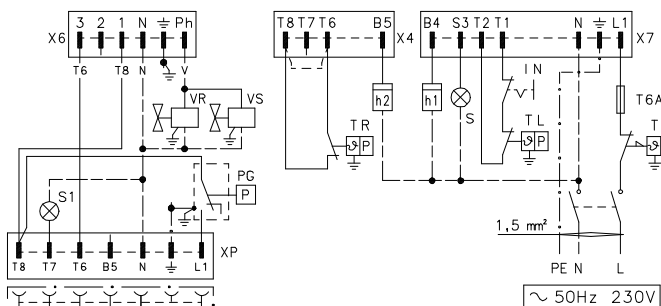 3 2 1 N Ph
X6
T6 T8 N V
VR VS
S1
PG
P
T8 T7 T6 B5 N L1
XP
T8 T7 T6 B5
X4
B4 S3 T2 T1 N L1
X7
h2
h1
S
IN
T6A
TR
ϑ P
TL
ϑ P
T
ϑ
1,5 mm²
PE N L
~ 50Hz 230V